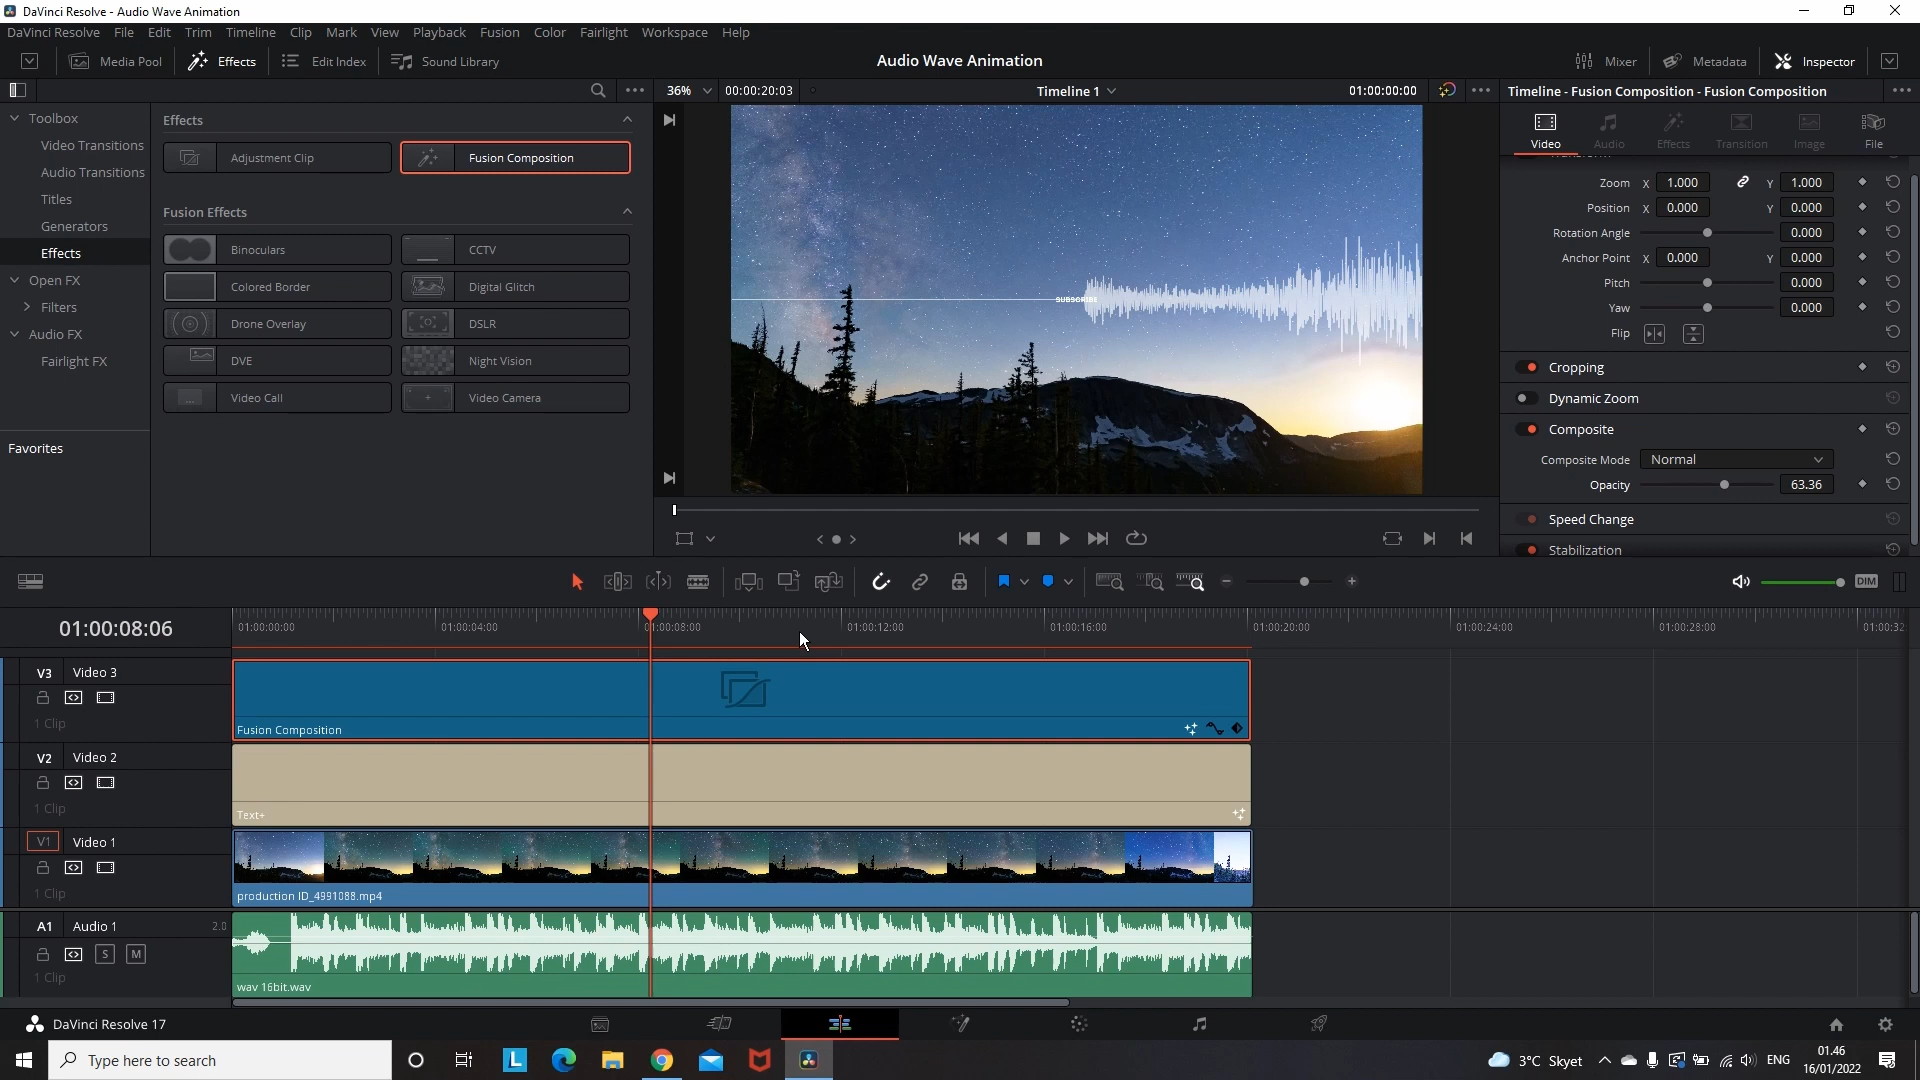 DaVinci Resolve - Audio Wave Animation
DaVinci Resolve File Edit Trim Timeline Clip Mark View Playback Fusion Color Fairlight Workspace Help
Media Pool Effects Edit Index Sound Library Audio Wave Animation Mixer Metadata Inspector
36% 00:00:20:03 Timeline 1 01:00:00:00 Timeline - Fusion Composition - Fusion Composition
Toolbox
Video Transitions
Audio Transitions
Titles
Generators
Effects
Open FX
Filters
Audio FX
Fairlight FX
Favorites
Effects
Adjustment Clip Fusion Composition
Fusion Effects
Binoculars CCTV
Colored Border Digital Glitch
Drone Overlay DSLR
DVE Night Vision
Video Call Video Camera
SUBSCRIBE
Video Audio Effects Transition Image File
Transform
Zoom X 1.000 Y 1.000
Position X 0.000 Y 0.000
Rotation Angle 0.000
Anchor Point X 0.000 Y 0.000
Pitch 0.000
Yaw 0.000
Flip
Cropping
Dynamic Zoom
Composite
Composite Mode Normal
Opacity 63.36
Speed Change
Stabilization
DIM
01:00:08:06
01:00:00:00 01:00:04:00 01:00:08:00 01:00:12:00 01:00:16:00 01:00:20:00 01:00:24:00 01:00:28:00 01:00:32
V3 Video 3
1 Clip
Fusion Composition
V2 Video 2
1 Clip
Text+
V1 Video 1
1 Clip
production ID_4991088.mp4
A1 Audio 1 2.0
S M
1 Clip
wav 16bit.wav
DaVinci Resolve 17
Type here to search
L
3°C Skyet
ENG
01.46
16/01/2022